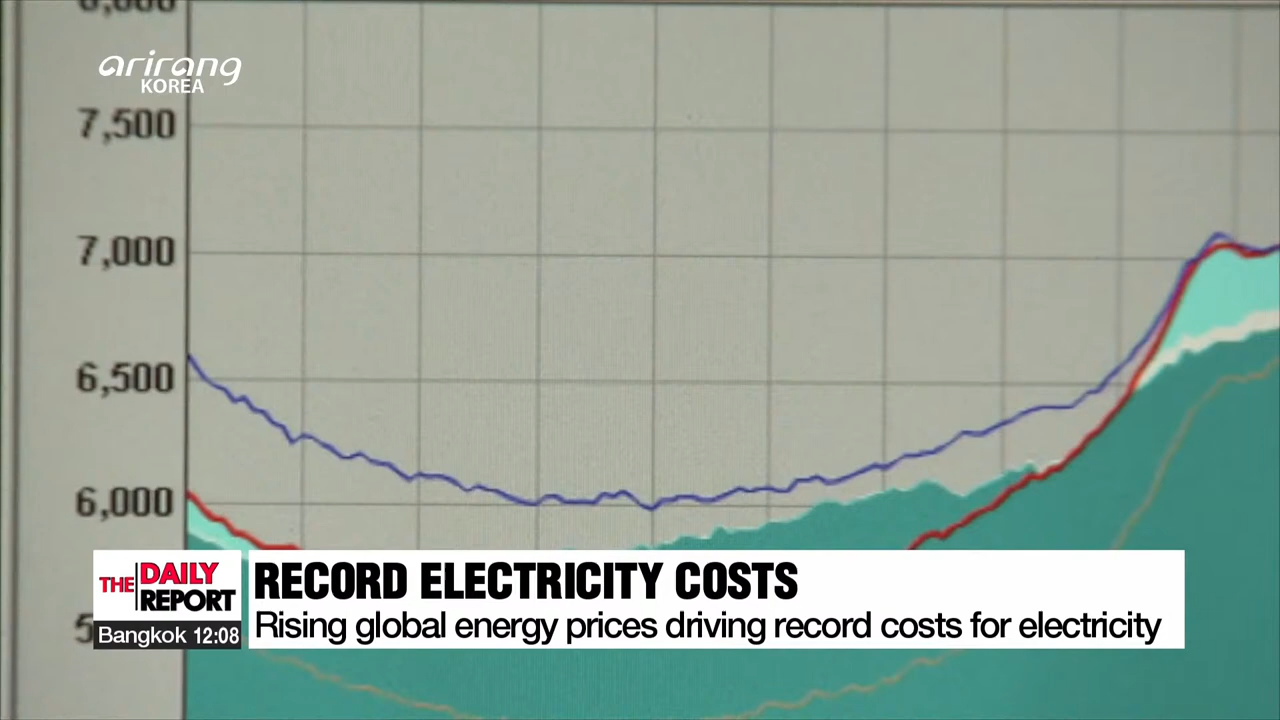 arirang
KOREA
7,500
7,000
6,500
6,000
THE DAILY
REPORT
Bangkok 12:08
RECORD ELECTRICITY COSTS
Rising global energy prices driving record costs for electricity